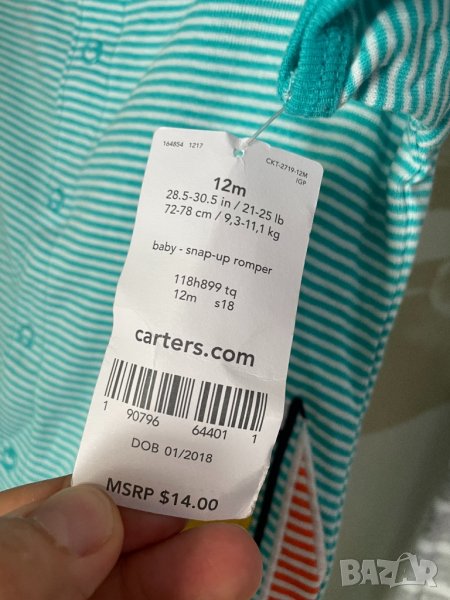 164854 1217
CKT-2719-12M
IGP
12m
28.5-30.5 in / 21-25 lb
72-78 cm / 9,3-11,1 kg
baby - snap-up romper
118h899 tq
12m s18
carters.com
1 90796 64401 1
DOB 01/2018
MSRP $14.00
BAZAR